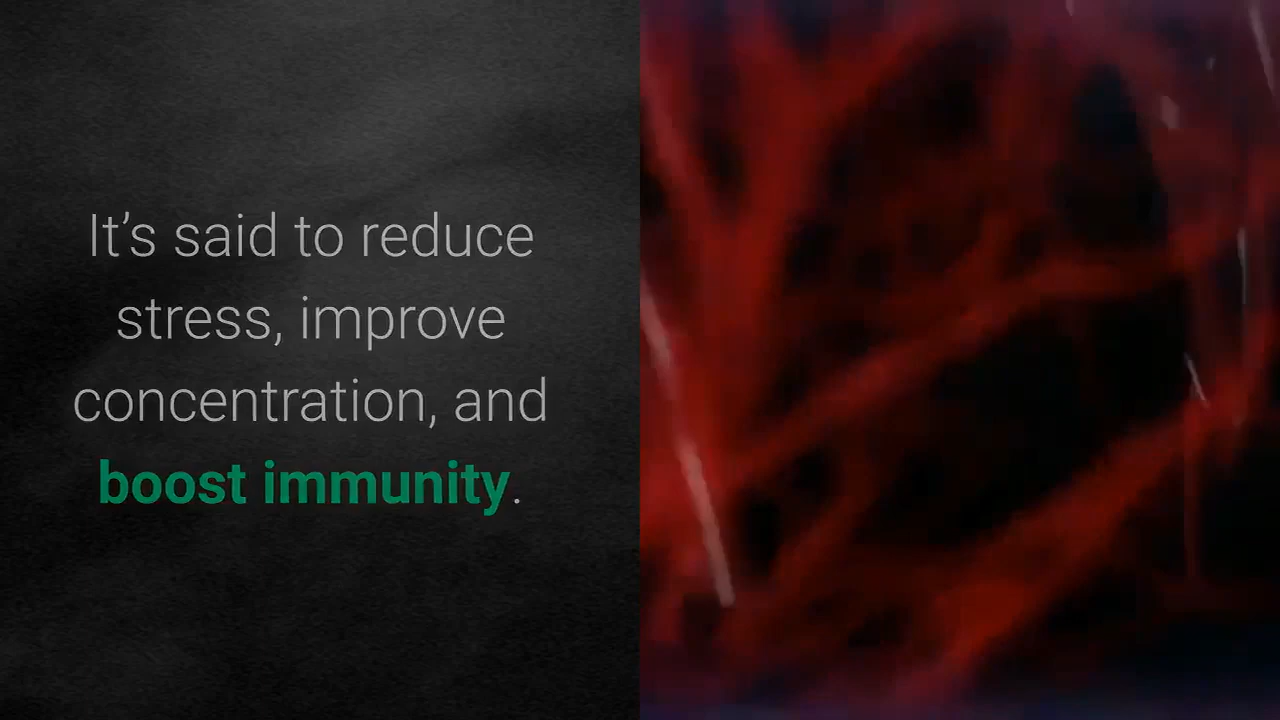 It’s said to reduce
stress, improve
concentration, and
boost immunity.